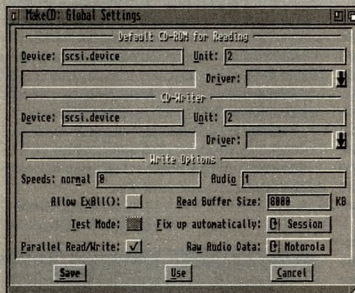 MakeCD: Global Settings
Default CD-ROM for Reading
Device: scsi.device Unit: 2
Driver:
CD-Writer
Device: scsi.device Unit: 2
Driver:
Write Options
Speeds: normal 0 Audio 1
Allow ExAll(): Read Buffer Size: 8000 KB
Test Mode: Fix up automatically: Session
Parallel Read/Write: Raw Audio Data: Motorola
Save Use Cancel